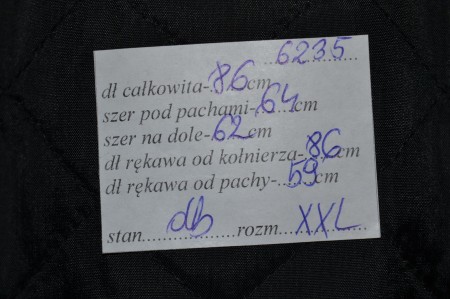 6235
dł całkowita-86cm
szer pod pachami-64cm
szer na dole-62cm
dł rękawa od kołnierza-86cm
dł rękawa od pachy-59cm
stan db rozm XXL